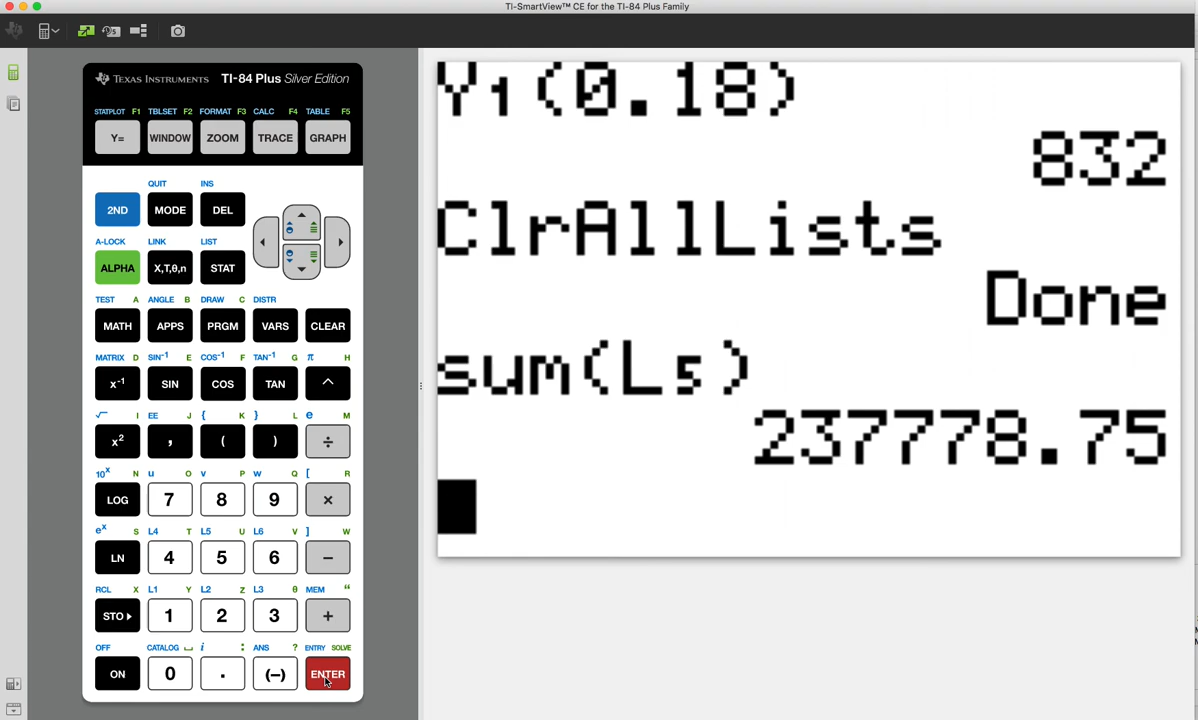 TI-SmartView™ CE for the TI-84 Plus Family
TEXAS INSTRUMENTS TI-84 Plus Silver Edition
STATPLOT F1 TBLSET F2 FORMAT F3 CALC F4 TABLE F5
Y= WINDOW ZOOM TRACE GRAPH
QUIT INS
2ND MODE DEL
A-LOCK LINK LIST
ALPHA X,T,θ,n STAT
TEST A ANGLE B DRAW C DISTR
MATH APPS PRGM VARS CLEAR
MATRIX D SIN⁻¹ E COS⁻¹ F TAN⁻¹ G π H
x⁻¹ SIN COS TAN ^
√ I EE J { K } L e M
x² , ( ) ÷
10ˣ N u O v P w Q [ R
LOG 7 8 9 ×
eˣ S L4 T L5 U L6 V ] W
LN 4 5 6 −
RCL X L1 Y L2 Z L3 θ MEM “
STO▸ 1 2 3 +
OFF CATALOG ⎵ i : ANS ? ENTRY SOLVE
ON 0 . (−) ENTER
Y₁(0.18)
832
ClrAllLists
Done
sum(L₅)
237778.75